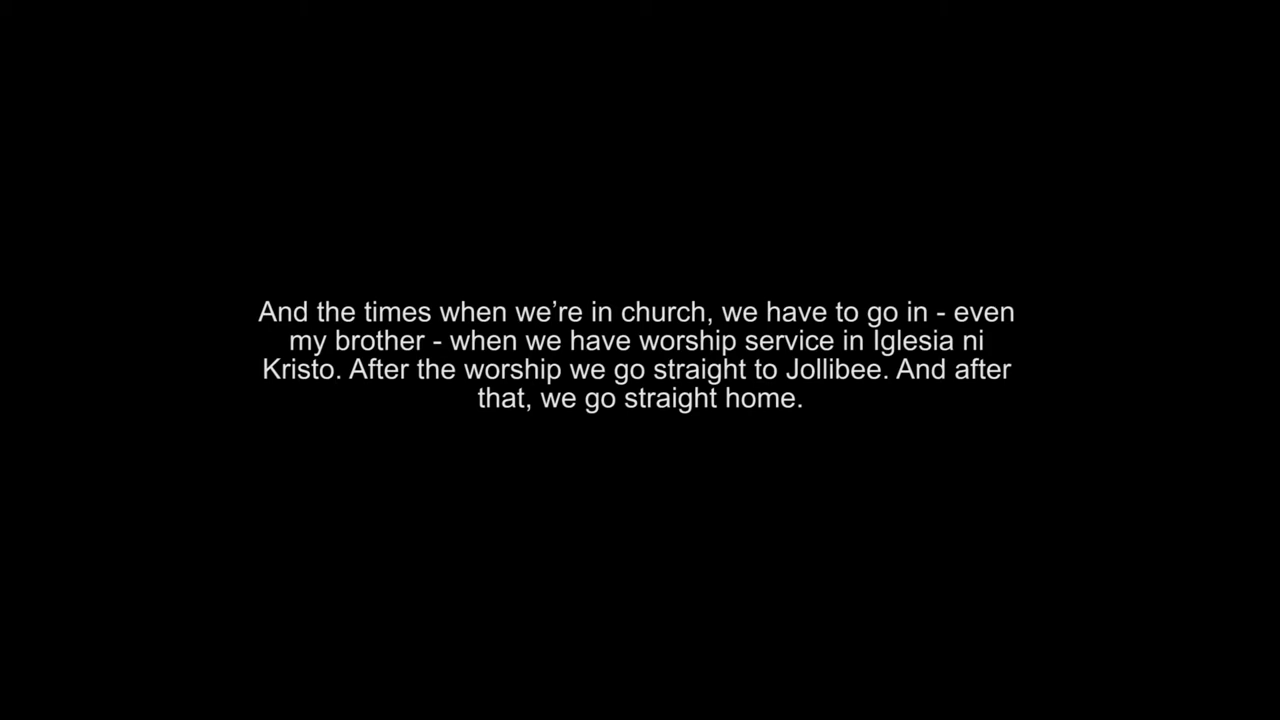 And the times when we’re in church, we have to go in - even
my brother - when we have worship service in Iglesia ni
Kristo. After the worship we go straight to Jollibee. And after
that, we go straight home.